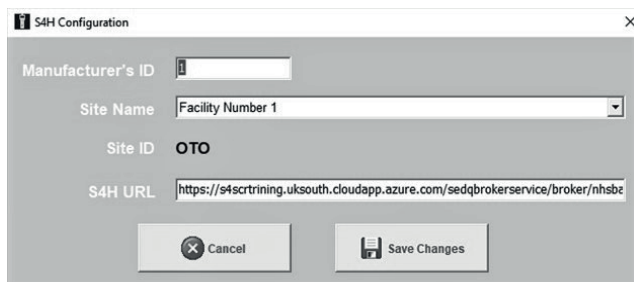 S4H Configuration
Manufacturer's ID 1
Site Name Facility Number 1
Site ID OTO
S4H URL https://s4scrtrining.uksouth.cloudapp.azure.com/sedqbrokerservice/broker/nhsba
Cancel Save Changes